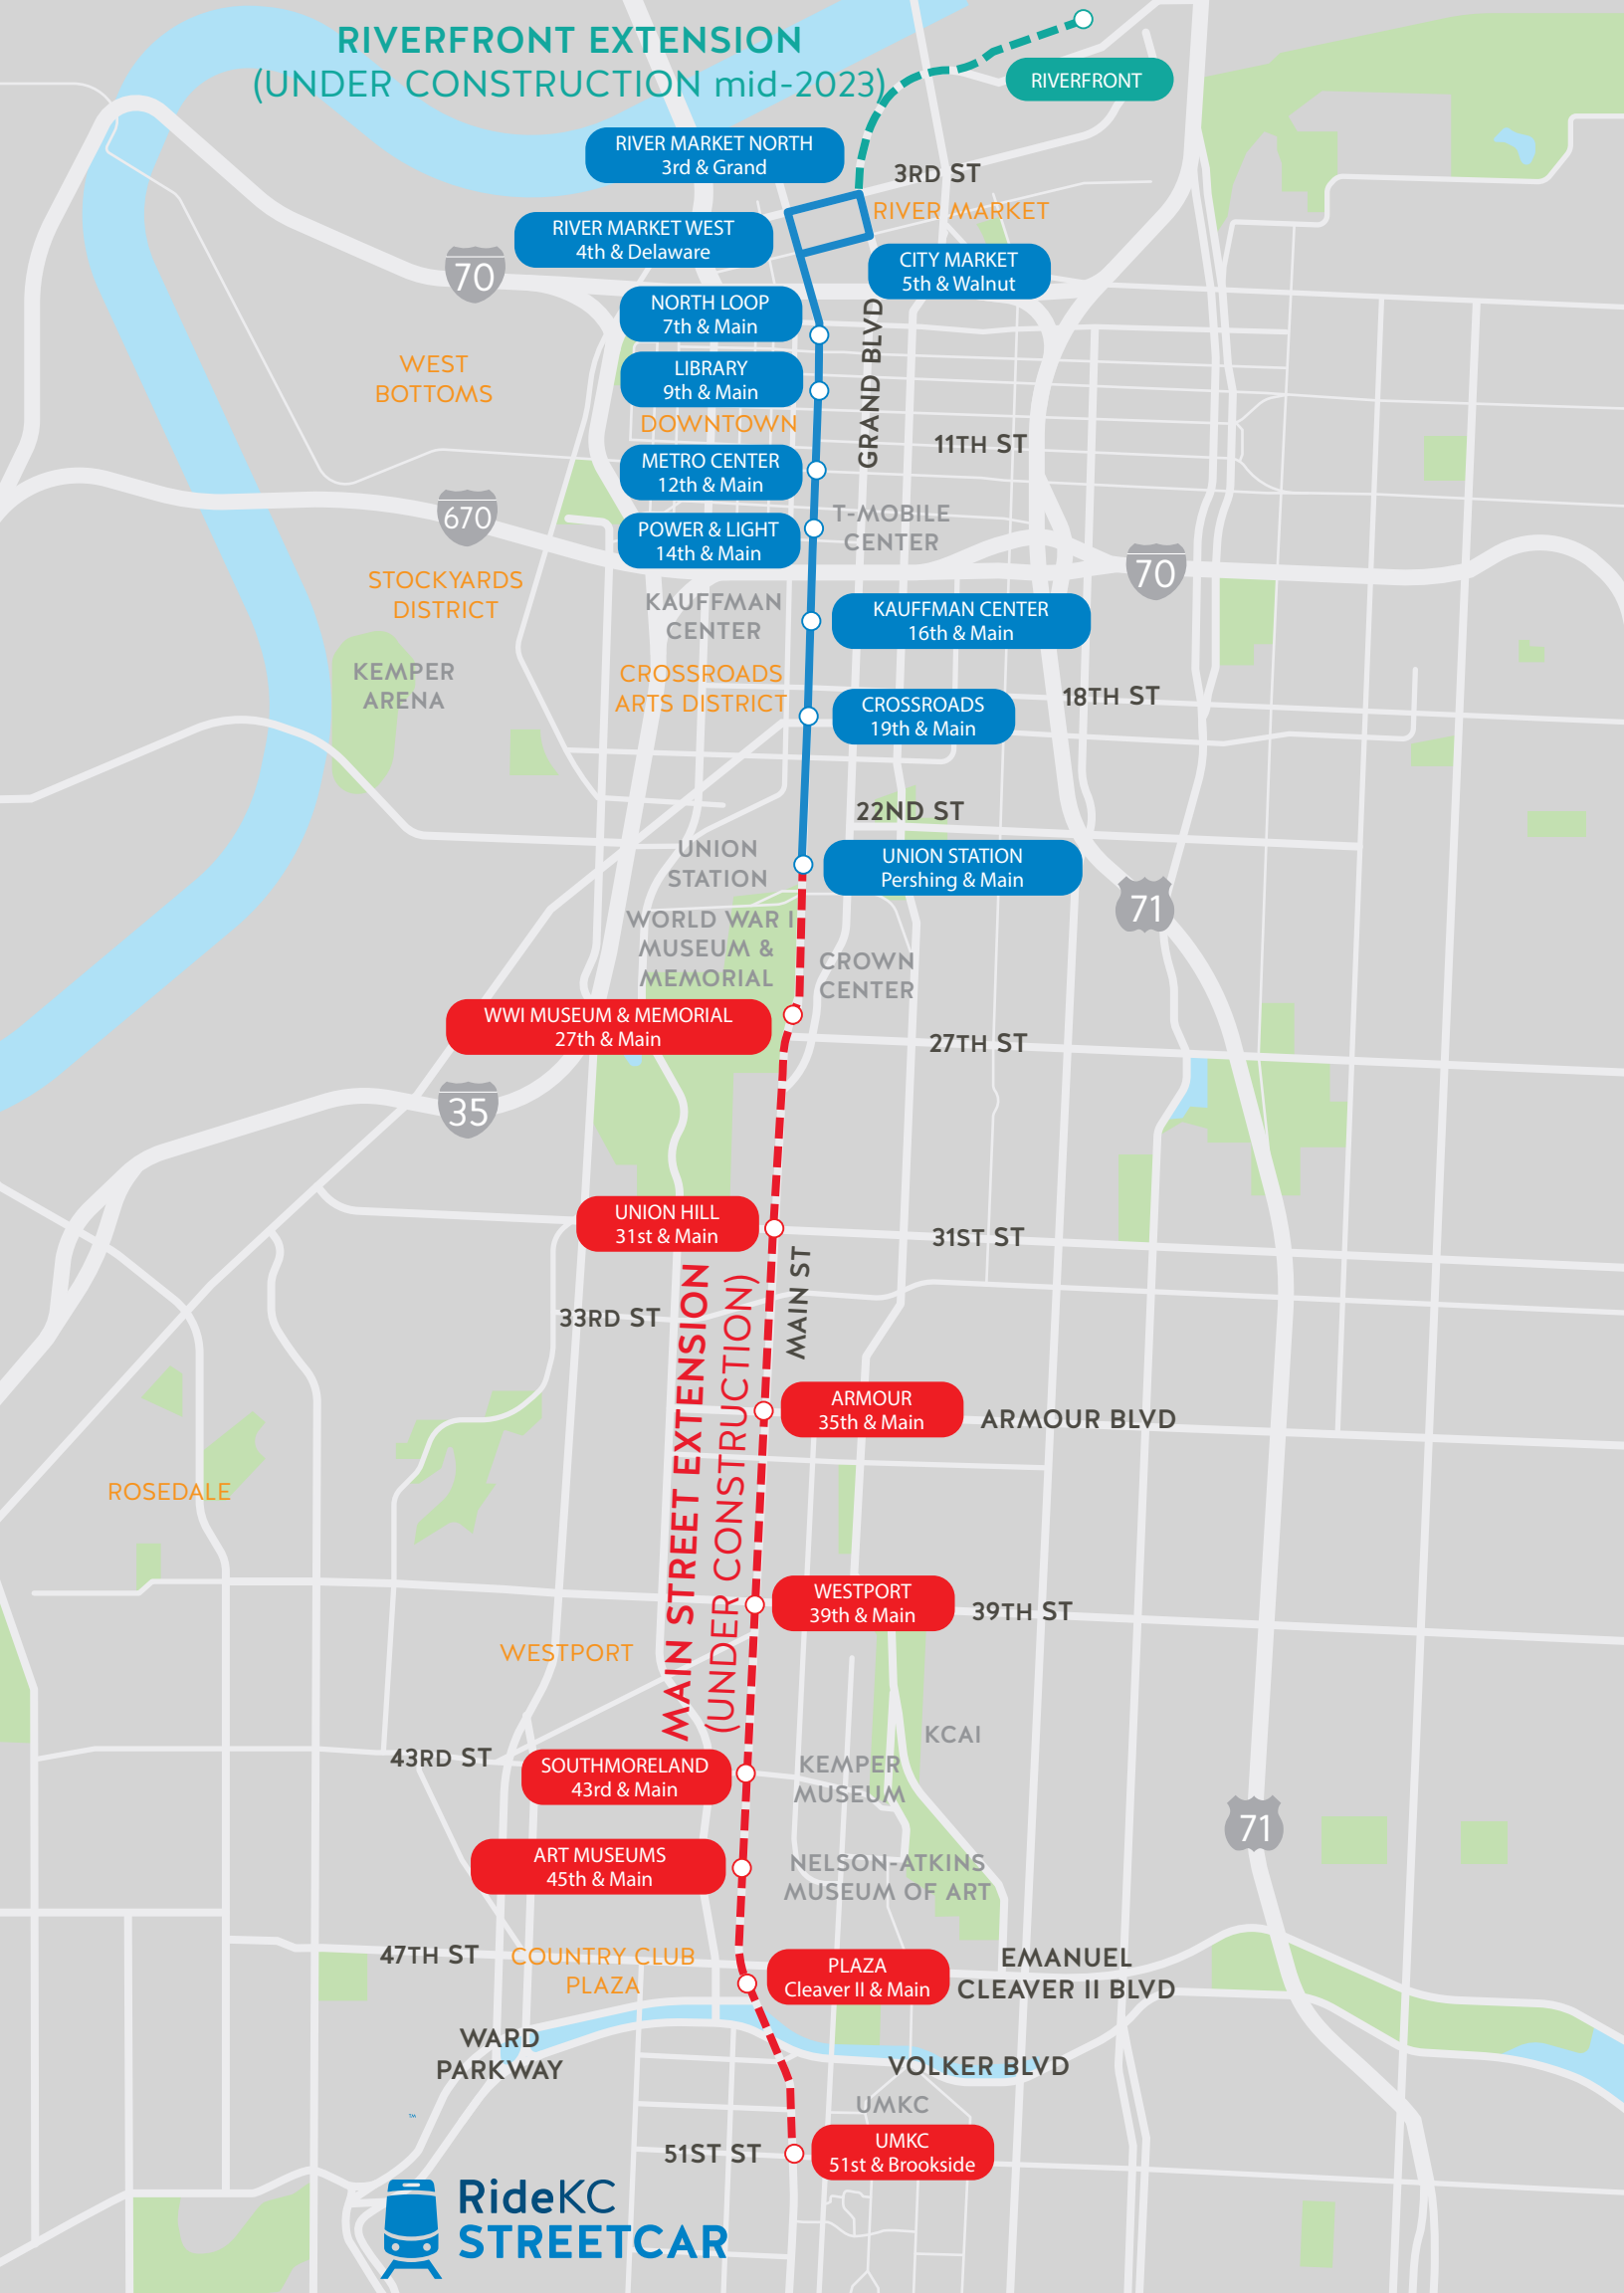 RIVERFRONT EXTENSION
(UNDER CONSTRUCTION mid-2023)
RIVERFRONT
RIVER MARKET NORTH
3rd & Grand
3RD ST
RIVER MARKET
RIVER MARKET WEST
4th & Delaware
CITY MARKET
5th & Walnut
70
NORTH LOOP
7th & Main
GRAND BLVD
WEST
BOTTOMS
LIBRARY
9th & Main
DOWNTOWN
11TH ST
METRO CENTER
12th & Main
670
T-MOBILE
CENTER
POWER & LIGHT
14th & Main
70
STOCKYARDS
DISTRICT
KAUFFMAN
CENTER
KAUFFMAN CENTER
16th & Main
KEMPER
ARENA
CROSSROADS
ARTS DISTRICT
18TH ST
CROSSROADS
19th & Main
22ND ST
UNION
STATION
UNION STATION
Pershing & Main
71
WORLD WAR I
MUSEUM &
MEMORIAL
CROWN
CENTER
WWI MUSEUM & MEMORIAL
27th & Main
27TH ST
35
UNION HILL
31st & Main
31ST ST
MAIN ST
33RD ST
MAIN STREET EXTENSION
(UNDER CONSTRUCTION)
ARMOUR
35th & Main
ARMOUR BLVD
ROSEDALE
WESTPORT
39th & Main
39TH ST
WESTPORT
KCAI
43RD ST
SOUTHMORELAND
43rd & Main
KEMPER
MUSEUM
71
ART MUSEUMS
45th & Main
NELSON-ATKINS
MUSEUM OF ART
47TH ST
COUNTRY CLUB
PLAZA
PLAZA
Cleaver II & Main
EMANUEL
CLEAVER II BLVD
WARD
PARKWAY
VOLKER BLVD
UMKC
TM
51ST ST
UMKC
51st & Brookside
RideKC
STREETCAR